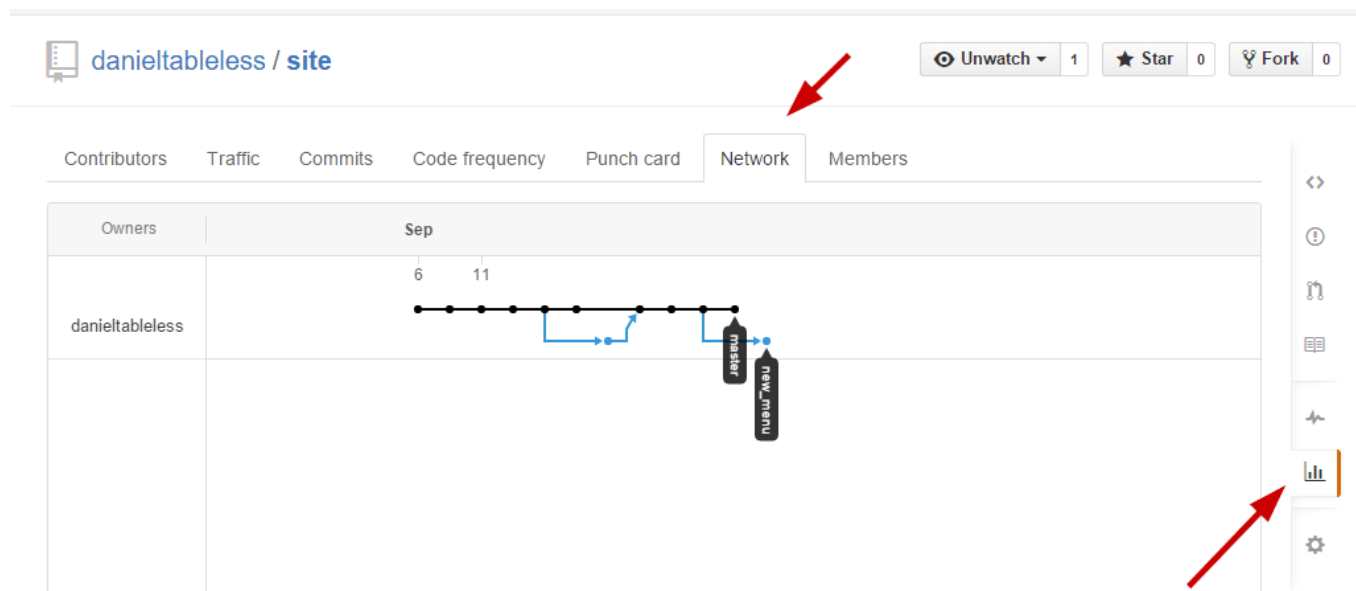 danieltableless / site
Unwatch 1 Star 0 Fork 0
Contributors Traffic Commits Code frequency Punch card Network Members
Owners Sep
6 11
danieltableless
master
new_menu